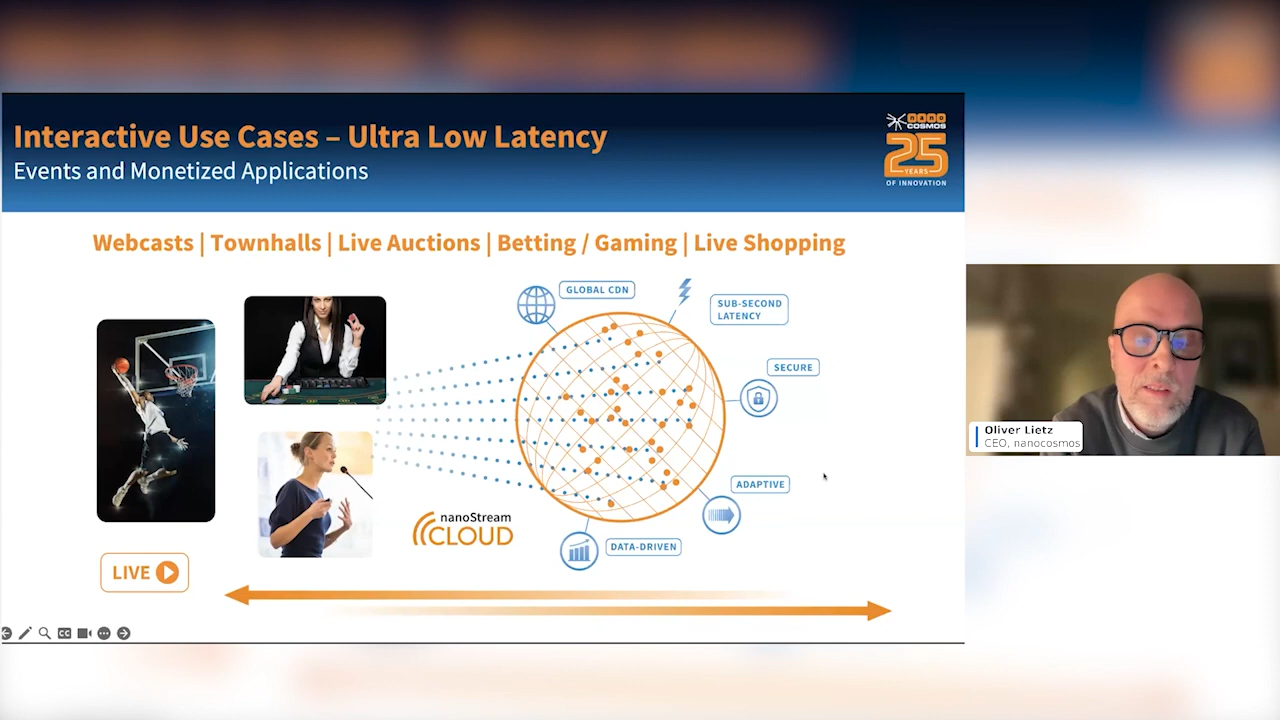 Interactive Use Cases – Ultra Low Latency
Events and Monetized Applications
NANO
COSMOS
25
YEARS
OF INNOVATION
Webcasts | Townhalls | Live Auctions | Betting / Gaming | Live Shopping
GLOBAL CDN
SUB-SECOND
LATENCY
SECURE
ADAPTIVE
DATA-DRIVEN
nanoStream
CLOUD
LIVE
CC
Oliver Lietz
CEO, nanocosmos